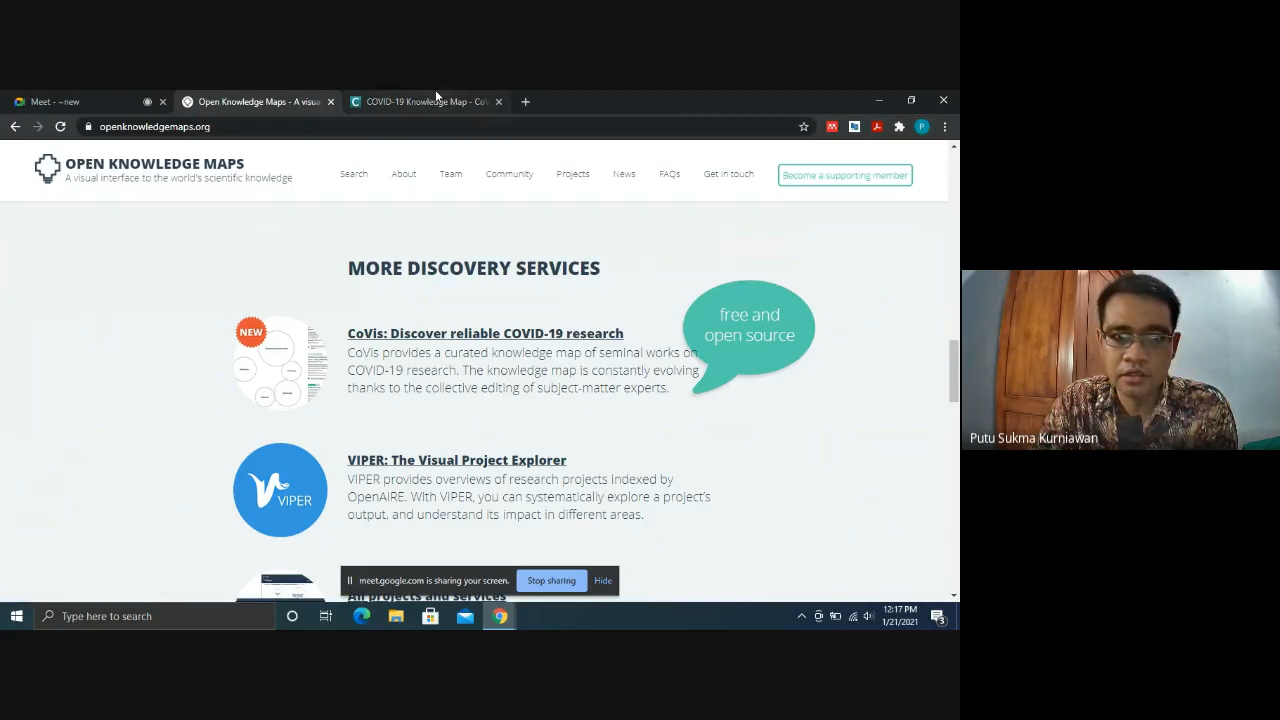 Meet - ~new
Open Knowledge Maps - A visua
COVID-19 Knowledge Map - Co
openknowledgemaps.org
OPEN KNOWLEDGE MAPS
A visual interface to the world's scientific knowledge
Search About Team Community Projects News FAQs Get in touch Become a supporting member
MORE DISCOVERY SERVICES
NEW
CoVis: Discover reliable COVID-19 research
CoVis provides a curated knowledge map of seminal works on
COVID-19 research. The knowledge map is constantly evolving
thanks to the collective editing of subject-matter experts.
free and
open source
VIPER
VIPER: The Visual Project Explorer
VIPER provides overviews of research projects indexed by
OpenAIRE. With VIPER, you can systematically explore a project's
output, and understand its impact in different areas.
meet.google.com is sharing your screen. Stop sharing Hide
All projects and services
Type here to search
12:17 PM
1/21/2021
3
Putu Sukma Kurniawan